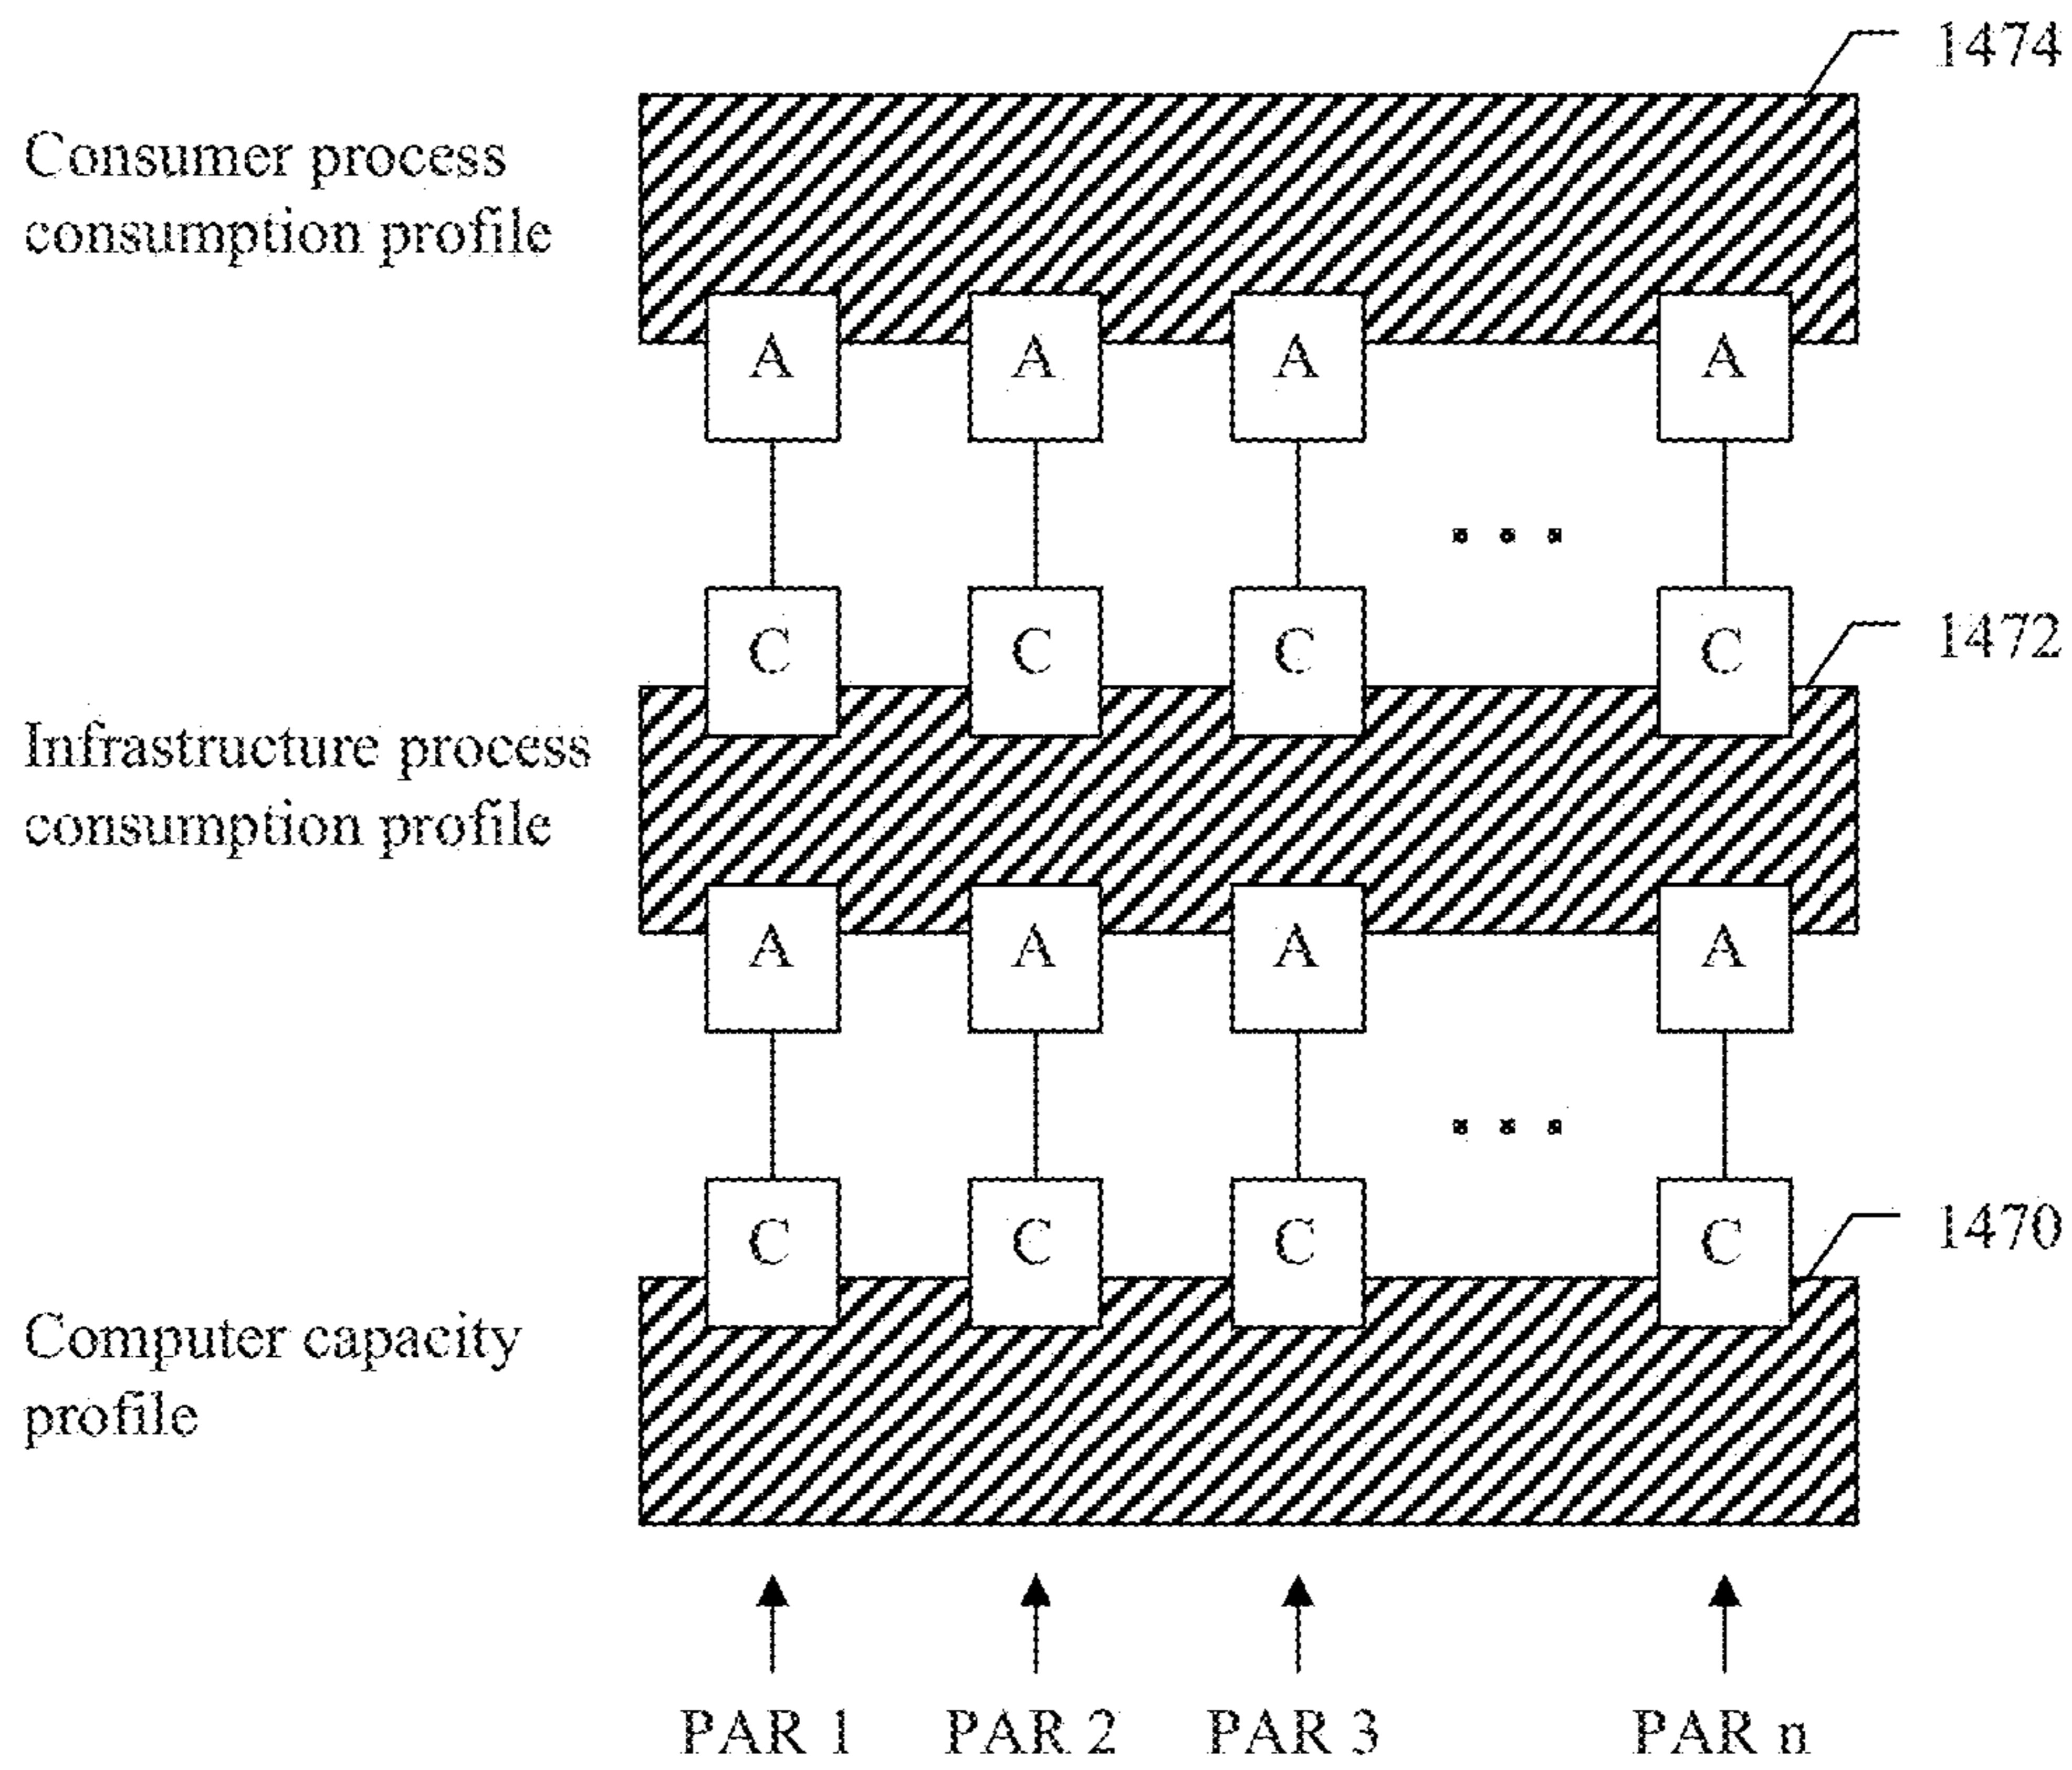 1474
Consumer process
consumption profile
A A A A
. . .
C C C C
1472
Infrastructure process
consumption profile
A A A A
. . .
C C C C
1470
Computer capacity
profile
PAR 1 PAR 2 PAR 3 PAR n